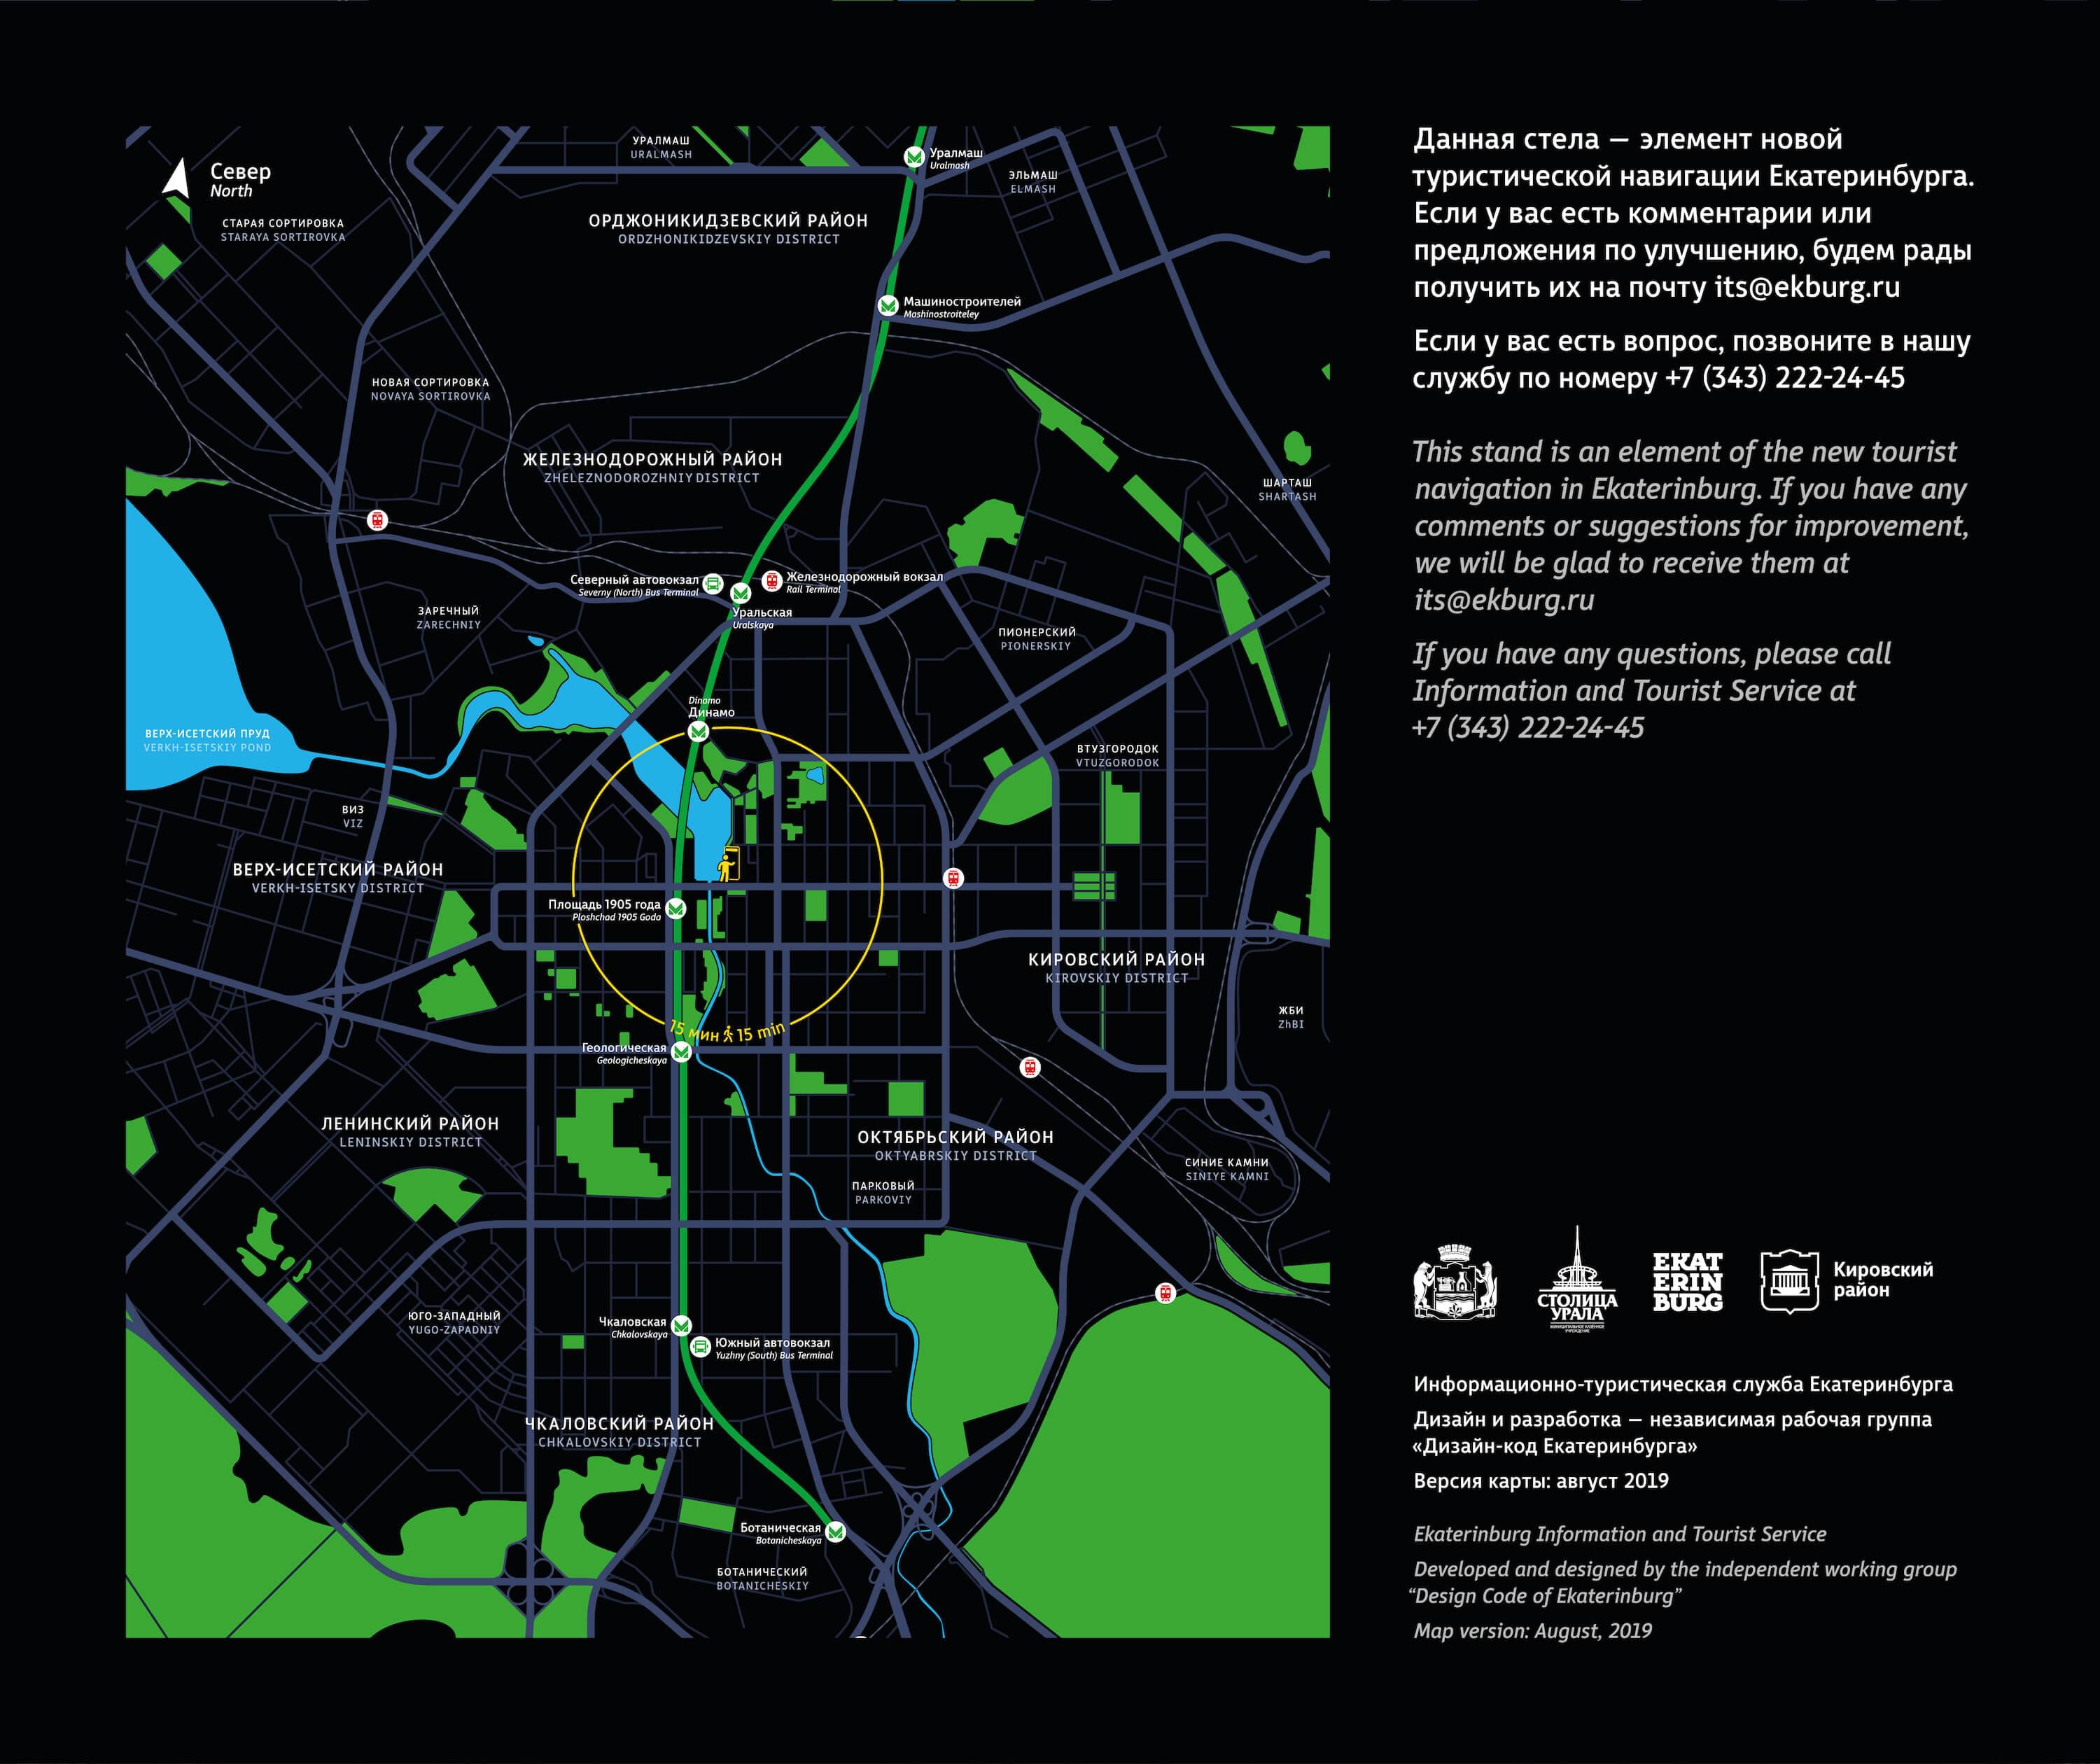 Север
North
УРАЛМАШ
URALMASH
Уралмаш
Uralmash
ЭЛЬМАШ
ELMASH
СТАРАЯ СОРТИРОВКА
STARAYA SORTIROVKA
ОРДЖОНИКИДЗЕВСКИЙ РАЙОН
ORDZHONIKIDZEVSKIY DISTRICT
Машиностроителей
Mashinostroiteley
НОВАЯ СОРТИРОВКА
NOVAYA SORTIROVKA
ЖЕЛЕЗНОДОРОЖНЫЙ РАЙОН
ZHELEZNODOROZHNIY DISTRICT
ШАРТАШ
SHARTASH
Северный автовокзал
Severny (North) Bus Terminal
Железнодорожный вокзал
Rail Terminal
Уральская
Uralskaya
ЗАРЕЧНЫЙ
ZARECHNIY
ПИОНЕРСКИЙ
PIONERSKIY
Dinamo
Динамо
ВЕРХ-ИСЕТСКИЙ ПРУД
VERKH-ISETSKIY POND
ВТУЗГОРОДОК
VTUZGORODOK
ВИЗ
VIZ
ВЕРХ-ИСЕТСКИЙ РАЙОН
VERKH-ISETSKY DISTRICT
Площадь 1905 года
Ploshchad 1905 Goda
КИРОВСКИЙ РАЙОН
KIROVSKIY DISTRICT
ЖБИ
ZhBI
15 мин 15 min
Геологическая
Geologicheskaya
ЛЕНИНСКИЙ РАЙОН
LENINSKIY DISTRICT
ОКТЯБРЬСКИЙ РАЙОН
OKTYABRSKIY DISTRICT
СИНИЕ КАМНИ
SINIYE KAMNI
ПАРКОВЫЙ
PARKOVIY
ЮГО-ЗАПАДНЫЙ
YUGO-ZAPADNIY
Чкаловская
Chkalovskaya
Южный автовокзал
Yuzhny (South) Bus Terminal
ЧКАЛОВСКИЙ РАЙОН
CHKALOVSKIY DISTRICT
Ботаническая
Botanicheskaya
БОТАНИЧЕСКИЙ
BOTANICHESKIY
Данная стела — элемент новой
туристической навигации Екатеринбурга.
Если у вас есть комментарии или
предложения по улучшению, будем рады
получить их на почту its@ekburg.ru
Если у вас есть вопрос, позвоните в нашу
службу по номеру +7 (343) 222-24-45
This stand is an element of the new tourist
navigation in Ekaterinburg. If you have any
comments or suggestions for improvement,
we will be glad to receive them at
its@ekburg.ru
If you have any questions, please call
Information and Tourist Service at
+7 (343) 222-24-45
СТОЛИЦА
УРАЛА
МУНИЦИПАЛЬНОЕ КАЗЁННОЕ
УЧРЕЖДЕНИЕ
EKAT
ERIN
BURG
Кировский
район
Информационно-туристическая служба Екатеринбурга
Дизайн и разработка — независимая рабочая группа
«Дизайн-код Екатеринбурга»
Версия карты: август 2019
Ekaterinburg Information and Tourist Service
Developed and designed by the independent working group
“Design Code of Ekaterinburg”
Map version: August, 2019